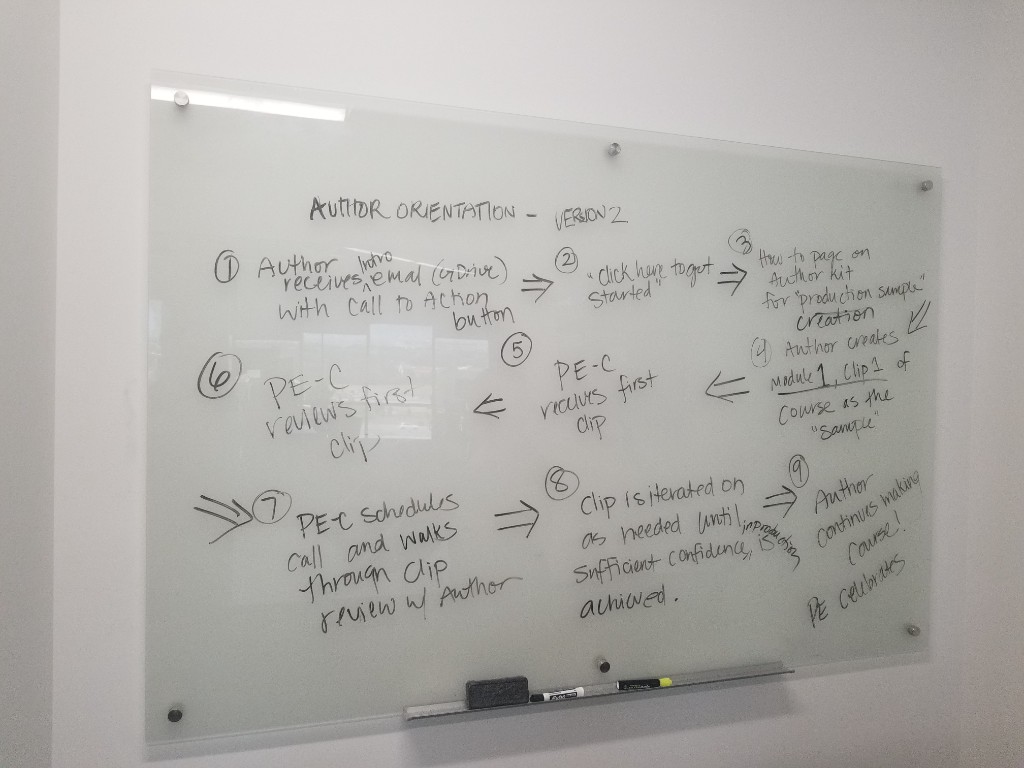 AUTHOR ORIENTATION - VERSION 2
① Author Intro
receives ^ email (GDrive)
with Call to Action
button
⇒
②
"click here to get
started"
⇒
③
How to page on
Author kit
for "production sample"
creation
④ Author creates
Module 1, Clip 1 of
Course as the
"sample"
⑤
PE-C
receives first
clip
⑥
PE-C
reviews first
clip
⑦
PE-C schedules
call and walks
through clip
review w/ Author
⑧
Clip is iterated on
as needed until
sufficient confidence, in production, is
achieved.
⑨
Author
continues making
Course!
PE celebrates